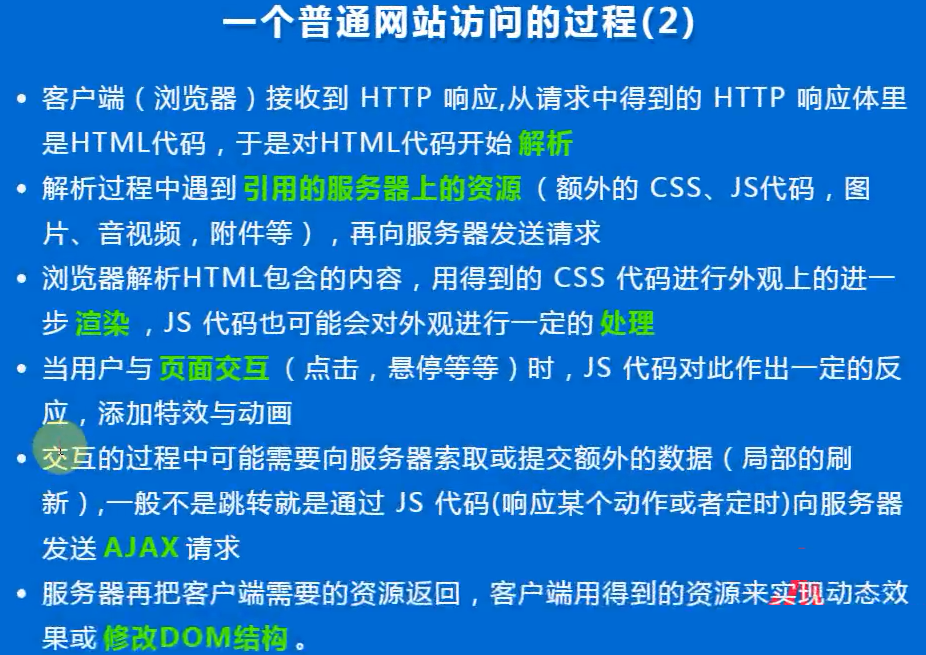 一个普通网站访问的过程(2)
• 客户端（浏览器）接收到 HTTP 响应,从请求中得到的 HTTP 响应体里
是HTML代码，于是对HTML代码开始 解析
• 解析过程中遇到 引用的服务器上的资源（额外的 CSS、JS代码，图
片、音视频，附件等），再向服务器发送请求
• 浏览器解析HTML包含的内容，用得到的 CSS 代码进行外观上的进一
步 渲染 ，JS 代码也可能会对外观进行一定的 处理
• 当用户与 页面交互（点击，悬停等等）时，JS 代码对此作出一定的反
应，添加特效与动画
• 交互的过程中可能需要向服务器索取或提交额外的数据（局部的刷
新）,一般不是跳转就是通过 JS 代码(响应某个动作或者定时)向服务器
发送 AJAX 请求
• 服务器再把客户端需要的资源返回，客户端用得到的资源来实现动态效
果或 修改DOM结构 。